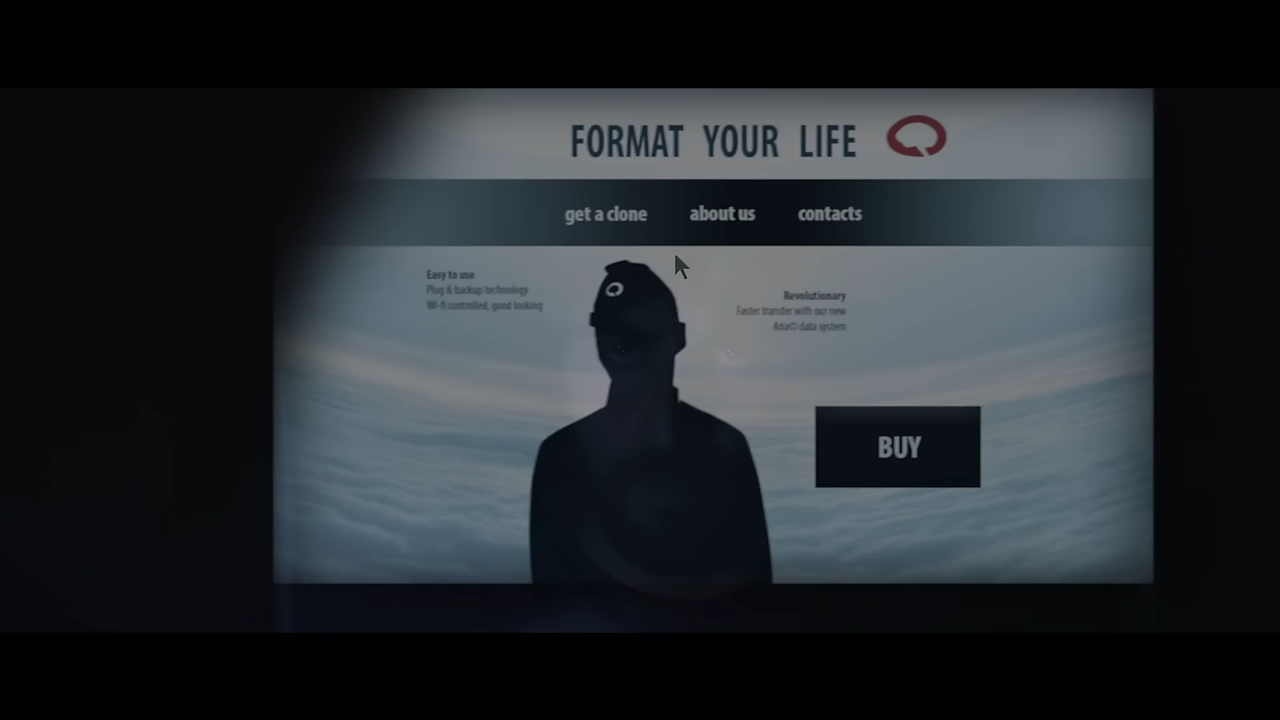 FORMAT YOUR LIFE
get a clone about us contacts
Easy to use
Plug & backup technology
Wi-fi controlled, good looking
Revolutionary
Faster transfer with our new
data system
BUY